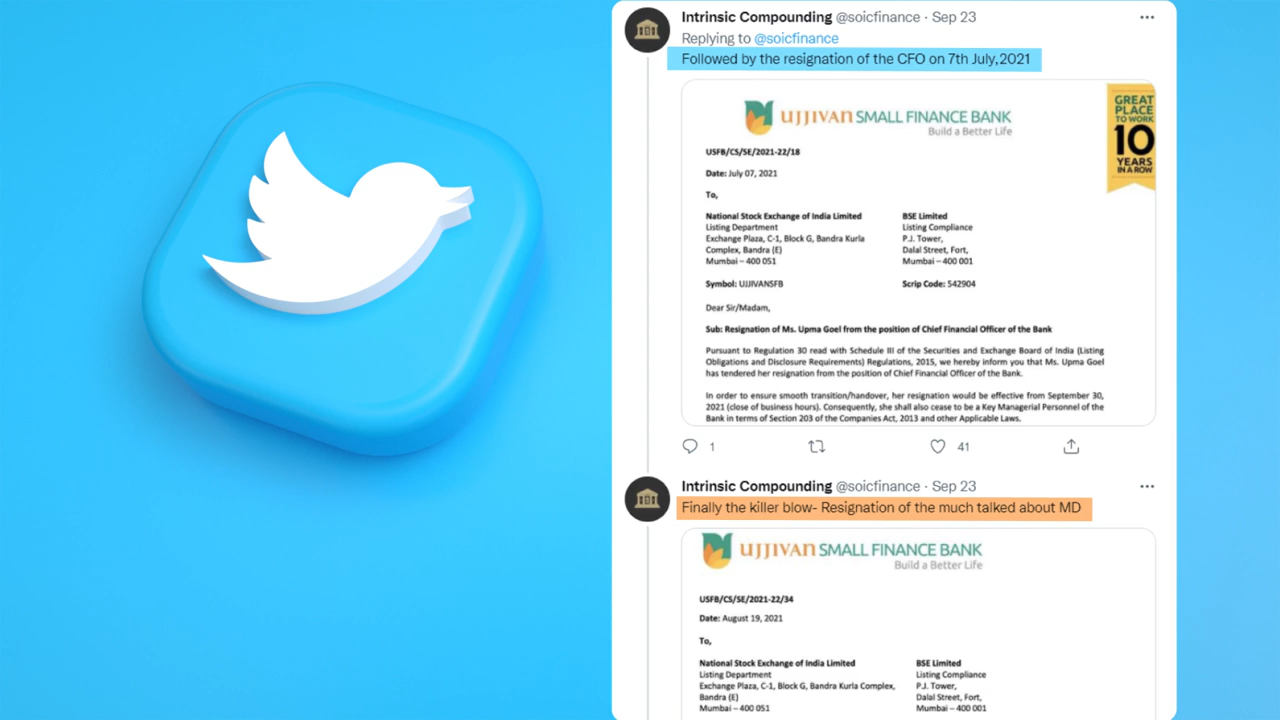 Intrinsic Compounding @soicfinance · Sep 23
Replying to @soicfinance
Followed by the resignation of the CFO on 7th July,2021
UJJIVAN SMALL FINANCE BANK
Build a Better Life
GREAT
PLACE
TO WORK
10
YEARS
IN A ROW
USFB/CS/SE/2021-22/18
Date: July 07, 2021
To,
National Stock Exchange of India Limited
Listing Department
Exchange Plaza, C-1, Block G, Bandra Kurla
Complex, Bandra (E)
Mumbai – 400 051
BSE Limited
Listing Compliance
P.J. Tower,
Dalal Street, Fort,
Mumbai – 400 001
Symbol: UJJIVANSFB
Scrip Code: 542904
Dear Sir/Madam,
Sub: Resignation of Ms. Upma Goel from the position of Chief Financial Officer of the Bank
Pursuant to Regulation 30 read with Schedule III of the Securities and Exchange Board of India (Listing
Obligations and Disclosure Requirements) Regulations, 2015, we hereby inform you that Ms. Upma Goel
has tendered her resignation from the position of Chief Financial Officer of the Bank.
In order to ensure smooth transition/handover, her resignation would be effective from September 30,
2021 (close of business hours). Consequently, she shall also cease to be a Key Managerial Personnel of the
Bank in terms of Section 203 of the Companies Act, 2013 and other Applicable Laws.
1
41
Intrinsic Compounding @soicfinance · Sep 23
Finally the killer blow- Resignation of the much talked about MD
UJJIVAN SMALL FINANCE BANK
Build a Better Life
USFB/CS/SE/2021-22/34
Date: August 19, 2021
To,
National Stock Exchange of India Limited
Listing Department
Exchange Plaza, C-1, Block G, Bandra Kurla Complex,
Bandra (E)
Mumbai – 400 051
BSE Limited
Listing Compliance
P.J. Tower,
Dalal Street, Fort,
Mumbai – 400 001